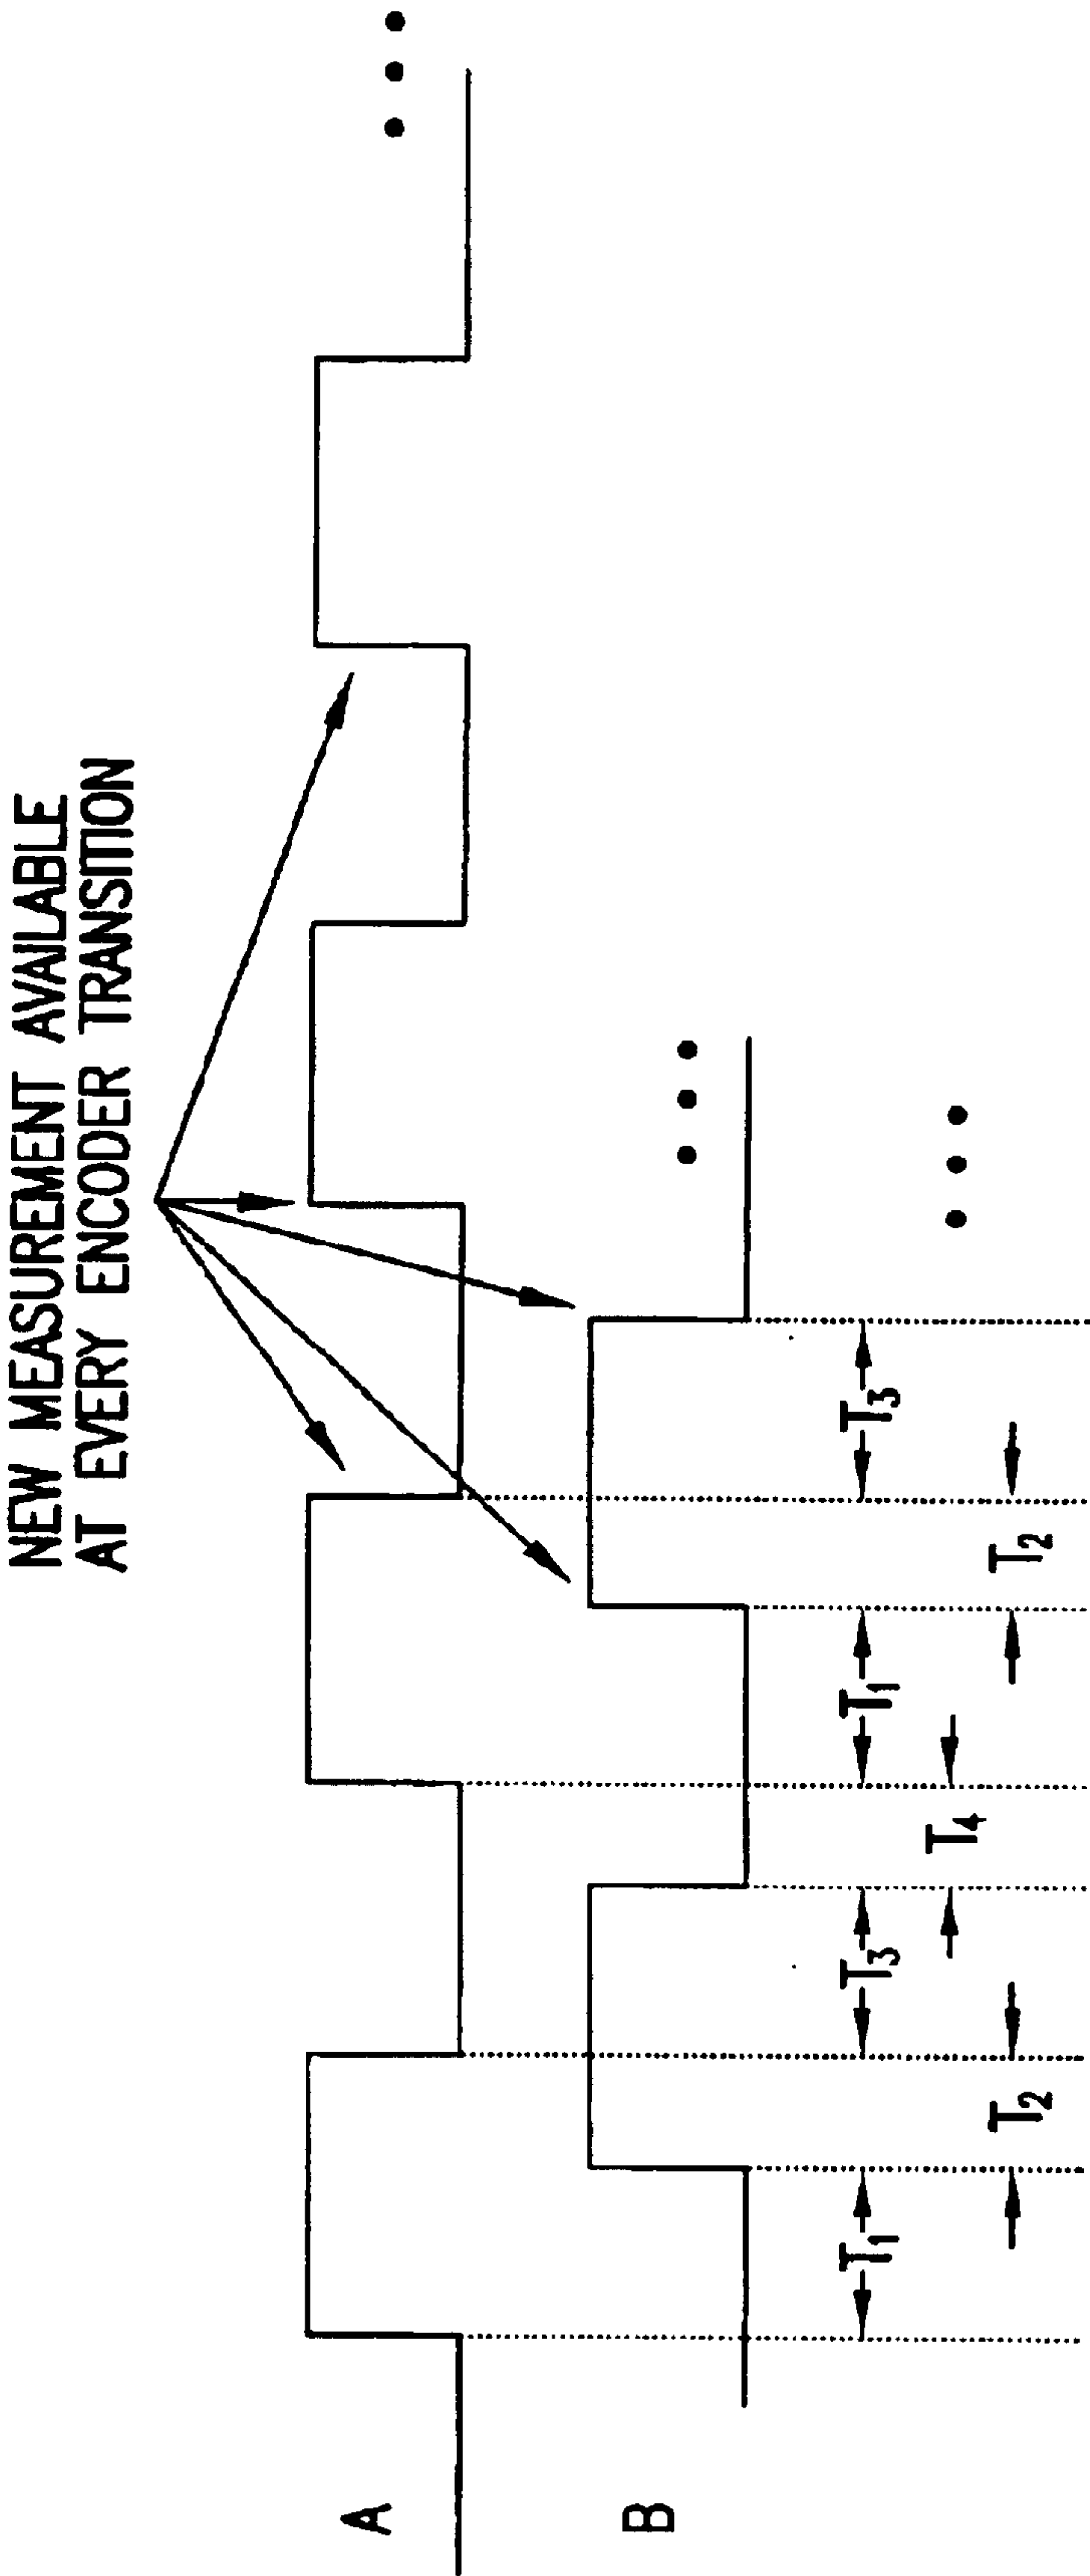 NEW MEASUREMENT AVAILABLE
AT EVERY ENCODER TRANSITION
A
B
T1 T3 T1 T3
T4
T2 T2